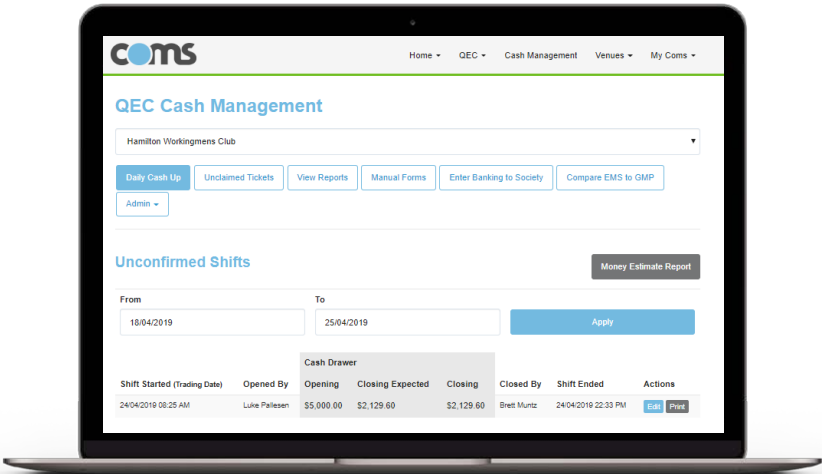 coms
Home QEC Cash Management Venues My Coms
QEC Cash Management
Hamilton Workingmens Club
Daily Cash Up Unclaimed Tickets View Reports Manual Forms Enter Banking to Society Compare EMS to GMP
Admin
Unconfirmed Shifts
Money Estimate Report
From To
18/04/2019 25/04/2019 Apply
Cash Drawer
Shift Started (Trading Date) Opened By Opening Closing Expected Closing Closed By Shift Ended Actions
24/04/2019 08:25 AM Luke Pallesen $5,000.00 $2,129.60 $2,129.60 Brett Muntz 24/04/2019 22:33 PM Edit Print